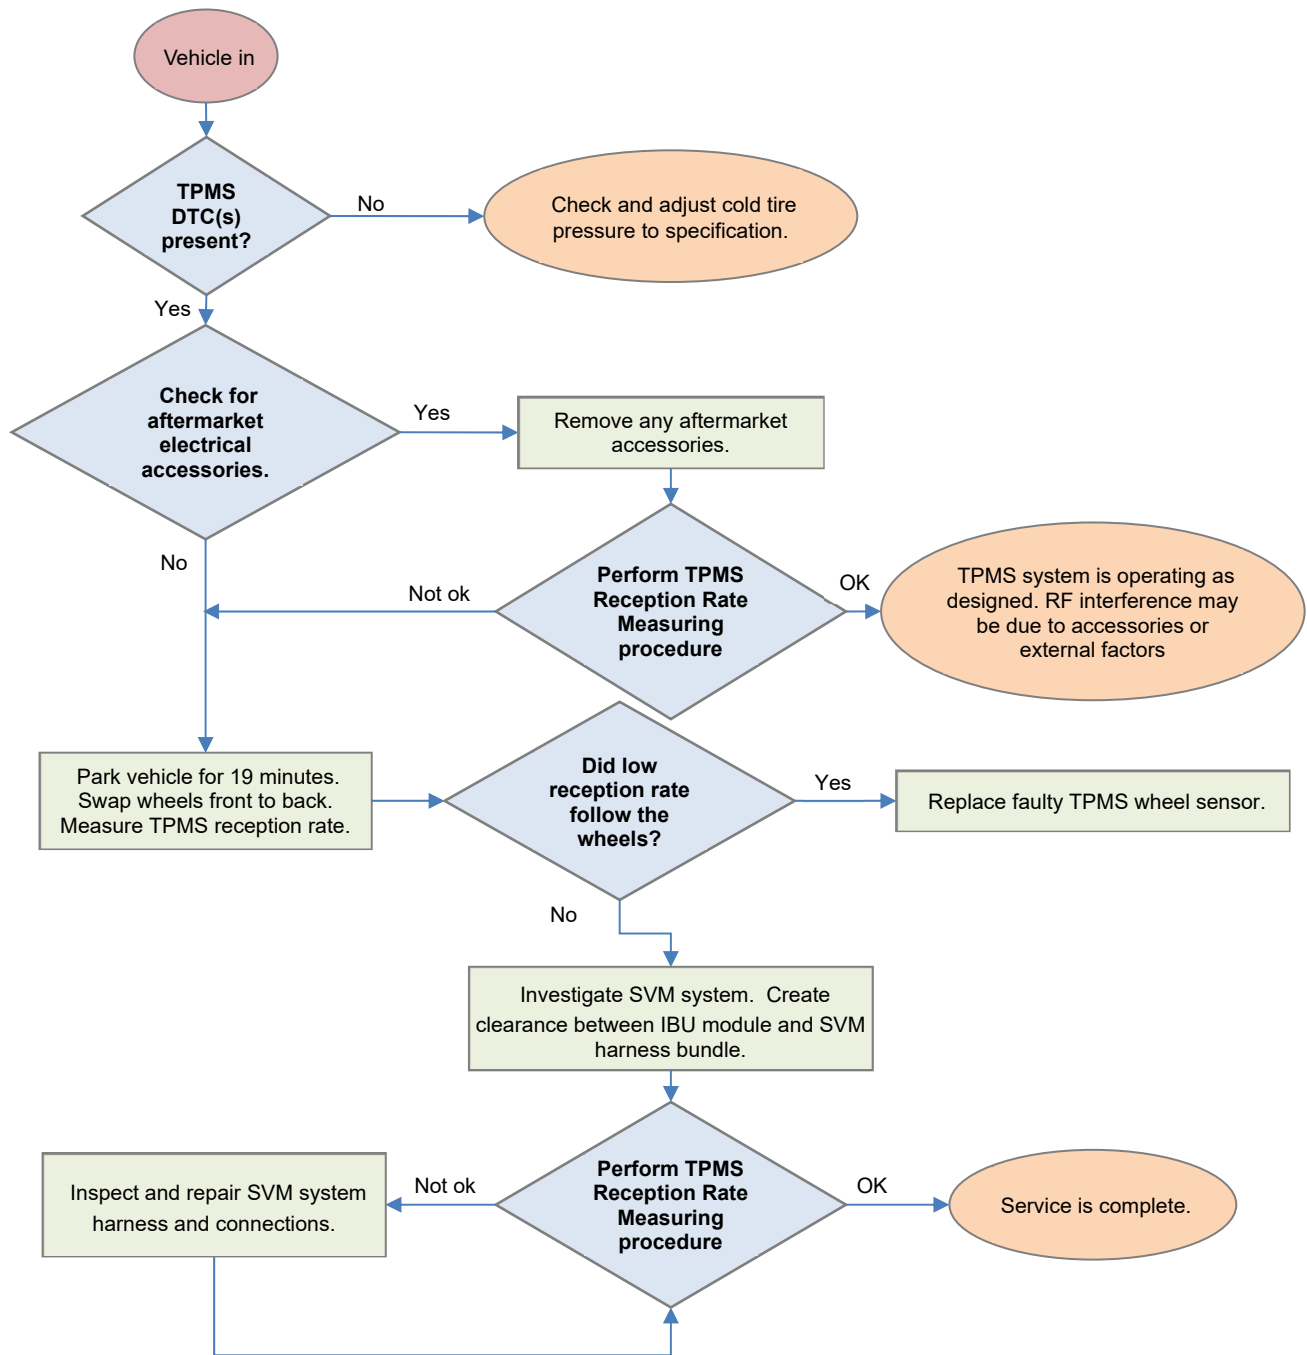 Vehicle in
TPMS
DTC(s)
present?
No
Check and adjust cold tire
pressure to specification.
Yes
Check for
aftermarket
electrical
accessories.
Yes
Remove any aftermarket
accessories.
No
Not ok
Perform TPMS
Reception Rate
Measuring
procedure
OK
TPMS system is operating as
designed. RF interference may
be due to accessories or
external factors
Park vehicle for 19 minutes.
Swap wheels front to back.
Measure TPMS reception rate.
Did low
reception rate
follow the
wheels?
Yes
Replace faulty TPMS wheel sensor.
No
Investigate SVM system.  Create
clearance between IBU module and SVM
harness bundle.
Inspect and repair SVM system
harness and connections.
Not ok
Perform TPMS
Reception Rate
Measuring
procedure
OK
Service is complete.